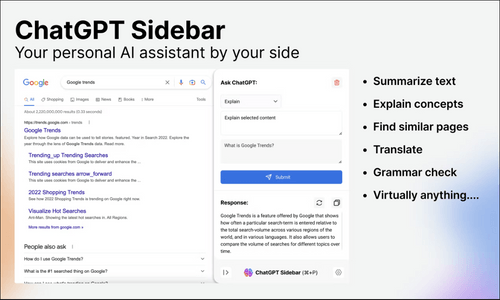 ChatGPT Sidebar
Your personal AI assistant by your side
Google
Google trends
All
Shopping
Images
News
Books
More
Tools
About 2,220,000,000 results (0.33 seconds)
https://trends.google.com › trends
Google Trends
Explore how Google data can be used to tell stories. featured. Year in Search 2022. Explore the
year through the lens of Google Trends data. Read more.
Trending_up Trending Searches
This site uses cookies from Google to deliver and enhance the ...
Trending searches arrow_forward
This site uses cookies from Google to deliver and enhance the ...
2022 Shopping Trends
See how 2022 Shopping is trending on Google right now.
Visualize Hot Searches
Ant-Man. Showing the latest hot searches in. All Regions.
More results from google.com »
People also ask
How do I use Google Trends?
What is the #1 searched thing on Google?
Ask ChatGPT:
Explain
Explain selected content
What is Google Trends?
Submit
Response:
Google Trends is a feature offered by Google that shows
how often a particular search-term is entered relative to
the total search-volume across various regions of the
world, and in various languages. It also allows users to
compare the volume of searches for different topics over
time.
ChatGPT Sidebar (⌘+P)
• Summarize text
• Explain concepts
• Find similar pages
• Translate
• Grammar check
• Virtually anything....